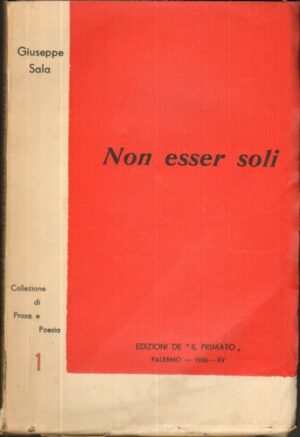 Giuseppe
Sala
Non esser soli
Collezione
di
Prosa e
Poesia
1
EDIZIONI DE "IL PRIMATO„
PALERMO — 1936 - XV